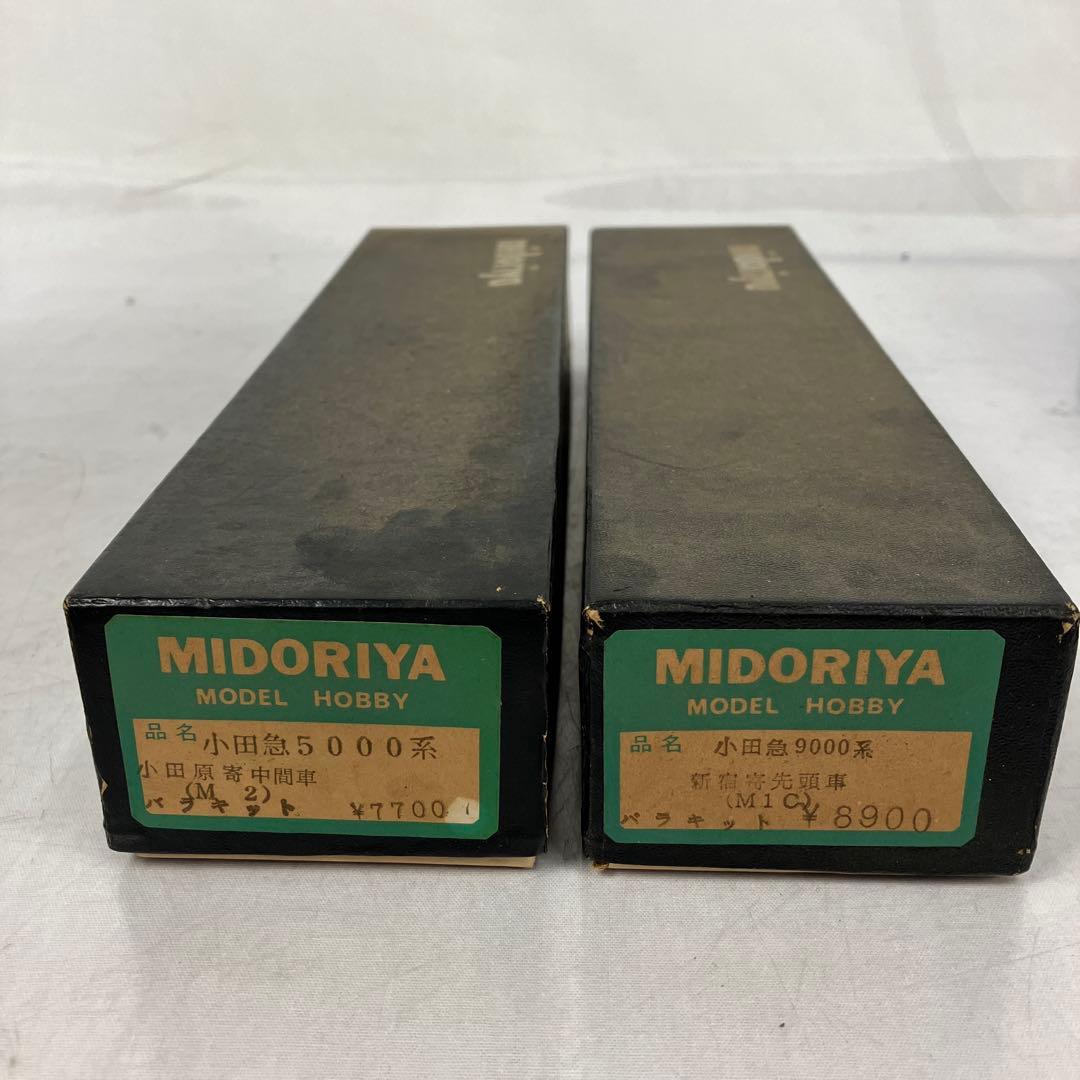 MIDORIYA
MODEL HOBBY
品名 小田急5000系
小田原寄中間車
(M 2)
バラキット ¥7700
MIDORIYA
MODEL HOBBY
品名 小田急9000系
新宿寄先頭車
(M1C)
バラキット ¥8900